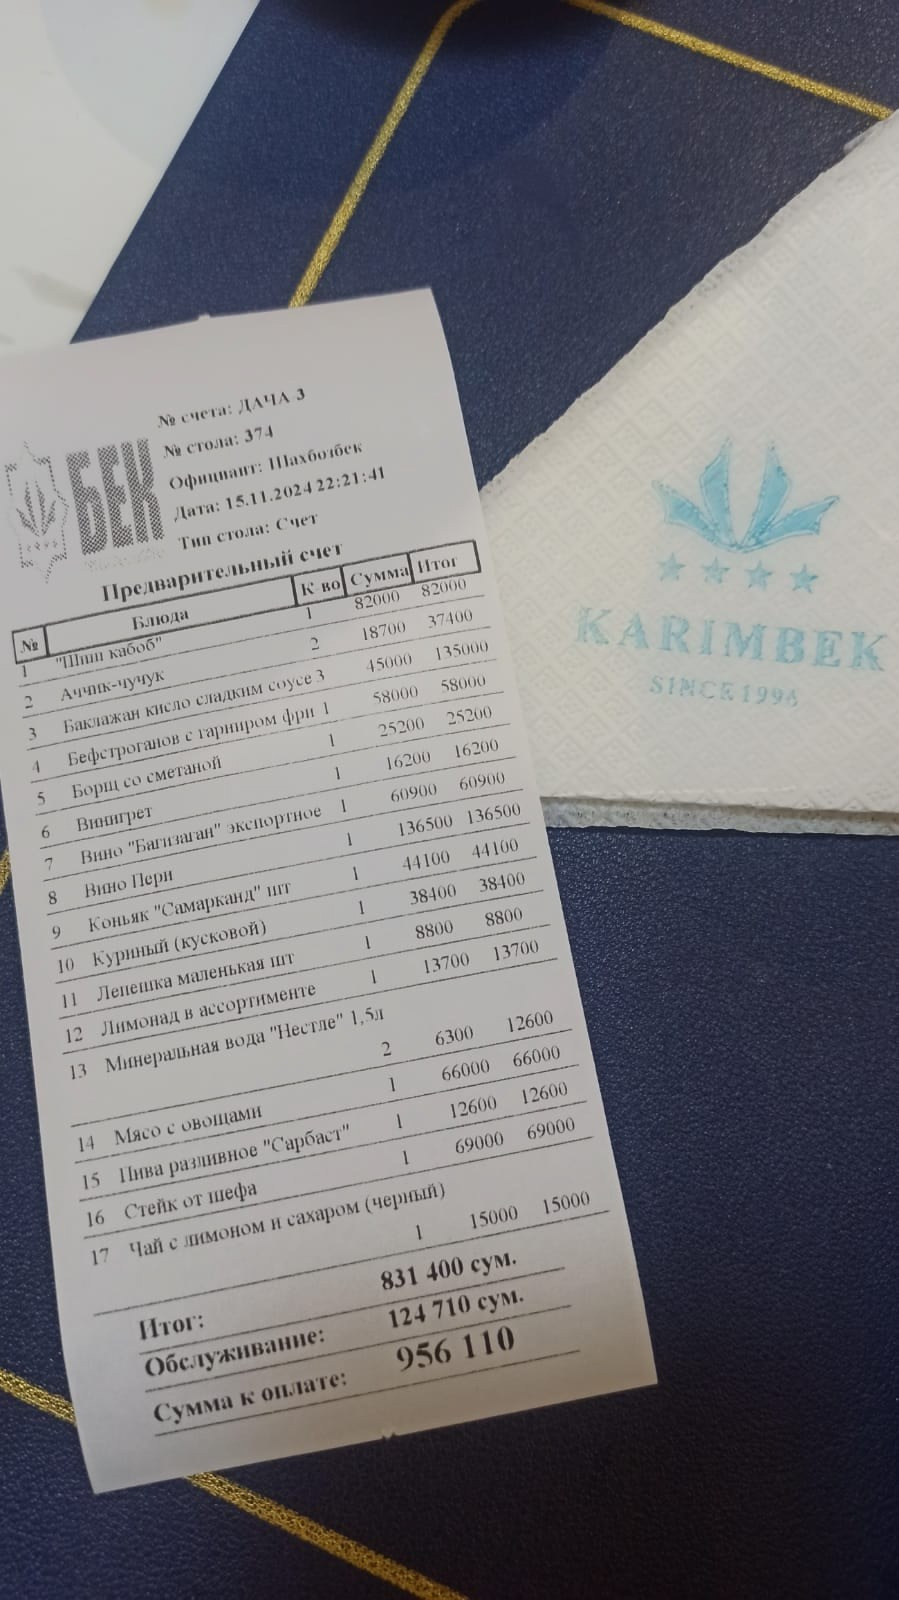 БЕК
№ счета: ДАЧА 3
№ стола: 374
Официант: Шахбозбек
Дата: 15.11.2024 22:21:41
Тип стола: Счет
Предварительный счет
№ Блюда К-во Сумма Итог
1 "Шиш кабоб" 1 82000 82000
2 Аччик-чучук 2 18700 37400
3 Баклажан кисло сладким соусе 3 45000 135000
4 Бефстроганов с гарниром фри 1 58000 58000
5 Борщ со сметаной 1 25200 25200
6 Винигрет 1 16200 16200
7 Вино "Багизаган" экспортное 1 60900 60900
8 Вино Пери 1 136500 136500
9 Коньяк "Самарканд" шт 1 44100 44100
10 Куриный (кусковой) 1 38400 38400
11 Лепешка маленькая шт 1 8800 8800
12 Лимонад в ассортименте 1 13700 13700
13 Минеральная вода "Нестле" 1,5л
2 6300 12600
14 Мясо с овощами 1 66000 66000
15 Пива разливное "Сарбаст" 1 12600 12600
16 Стейк от шефа 1 69000 69000
17 Чай с лимоном и сахаром (черный)
1 15000 15000
Итог: 831 400 сум.
Обслуживание: 124 710 сум.
Сумма к оплате: 956 110
KARIMBEK
SINCE 1996